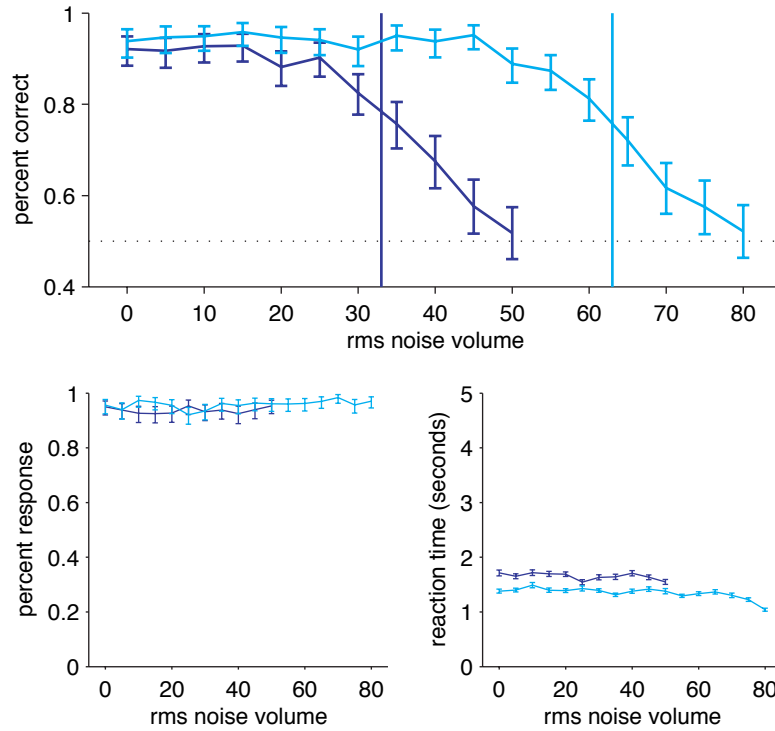 percent correct
1
0.8
0.6
0.4
0 10 20 30 40 50 60 70 80
rms noise volume
percent response
1
0.8
0.6
0.4
0.2
0
0 20 40 60 80
rms noise volume
reaction time (seconds)
5
4
3
2
1
0
0 20 40 60 80
rms noise volume